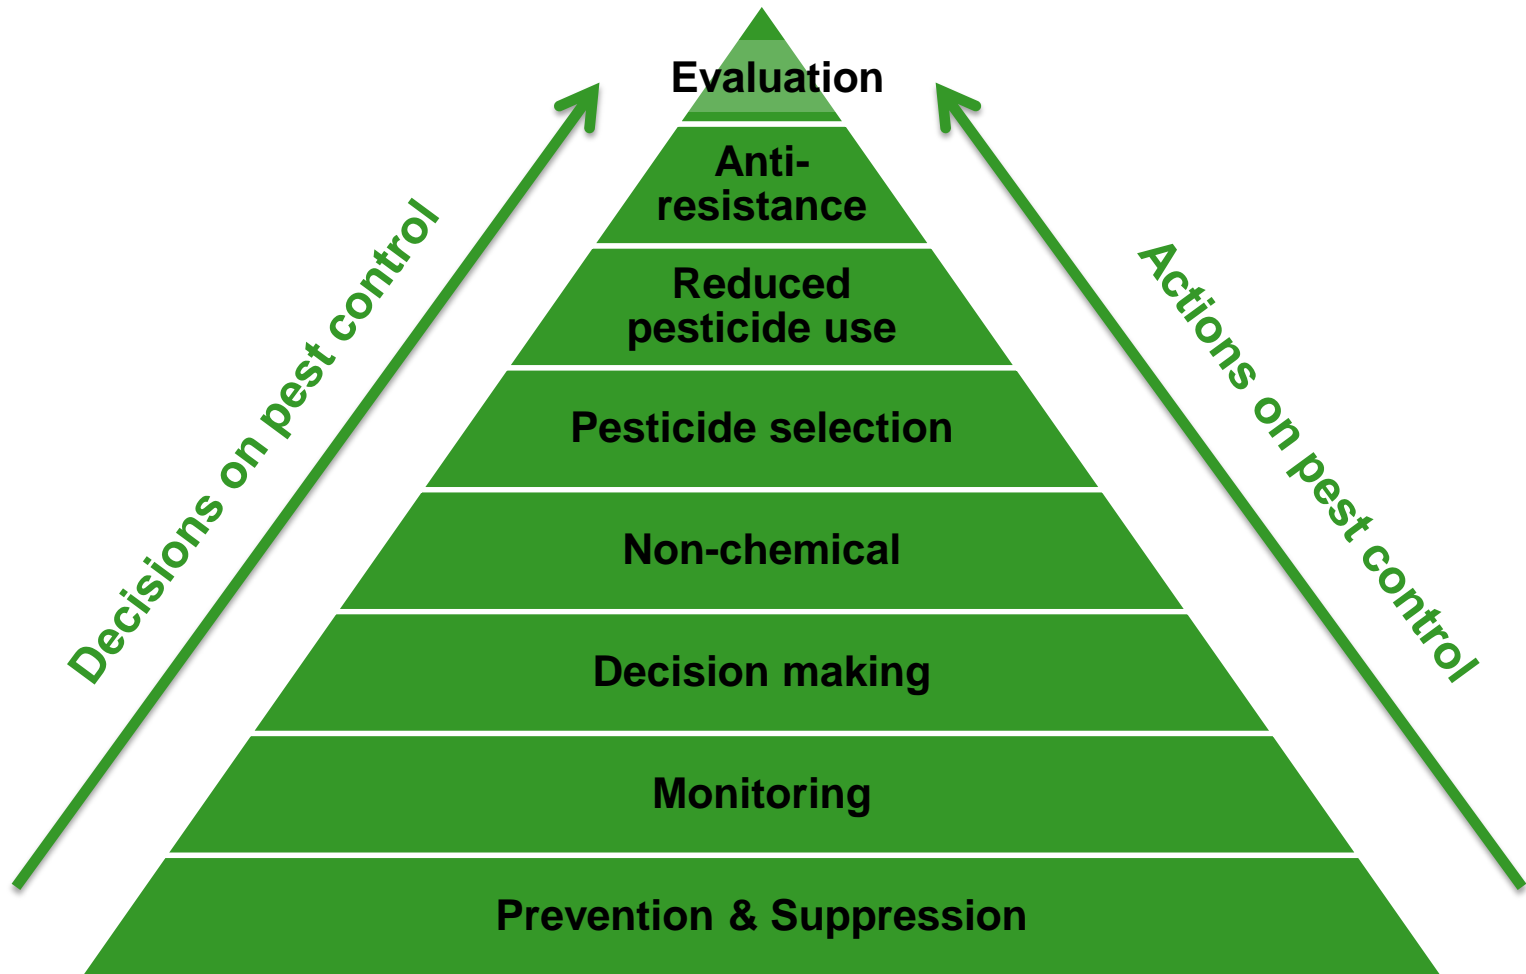 Evaluation
Anti-
resistance
Reduced
pesticide use
Pesticide selection
Non-chemical
Decision making
Monitoring
Prevention & Suppression
Decisions on pest control
Actions on pest control